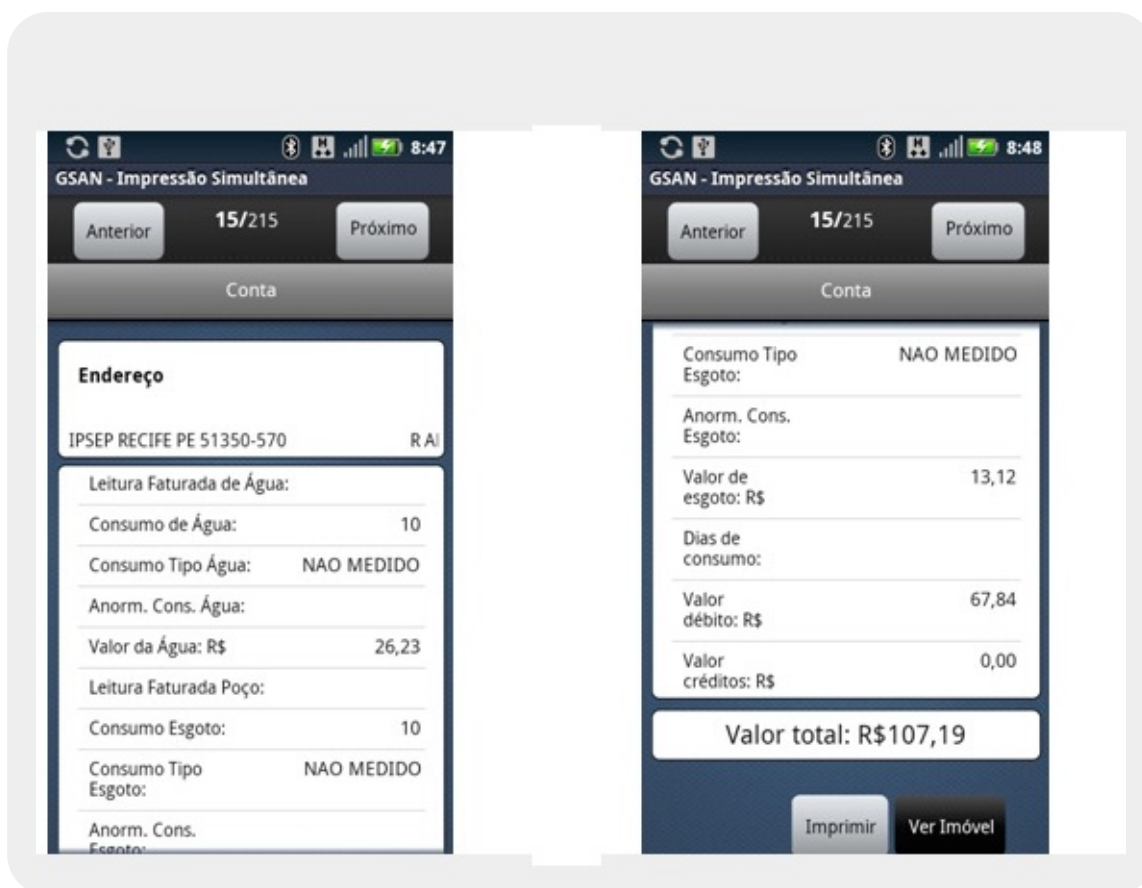 8:47
GSAN - Impressão Simultânea
Anterior
15/215
Próximo
Conta
Endereço
IPSEP RECIFE PE 51350-570 R AI
Leitura Faturada de Água:
Consumo de Água: 10
Consumo Tipo Água: NAO MEDIDO
Anorm. Cons. Água:
Valor da Água: R$ 26,23
Leitura Faturada Poço:
Consumo Esgoto: 10
Consumo Tipo NAO MEDIDO
Esgoto:
Anorm. Cons.
Esgoto:
8:48
GSAN - Impressão Simultânea
Anterior
15/215
Próximo
Conta
Consumo Tipo NAO MEDIDO
Esgoto:
Anorm. Cons.
Esgoto:
Valor de 13,12
esgoto: R$
Dias de
consumo:
Valor 67,84
débito: R$
Valor 0,00
créditos: R$
Valor total: R$107,19
Imprimir
Ver Imóvel